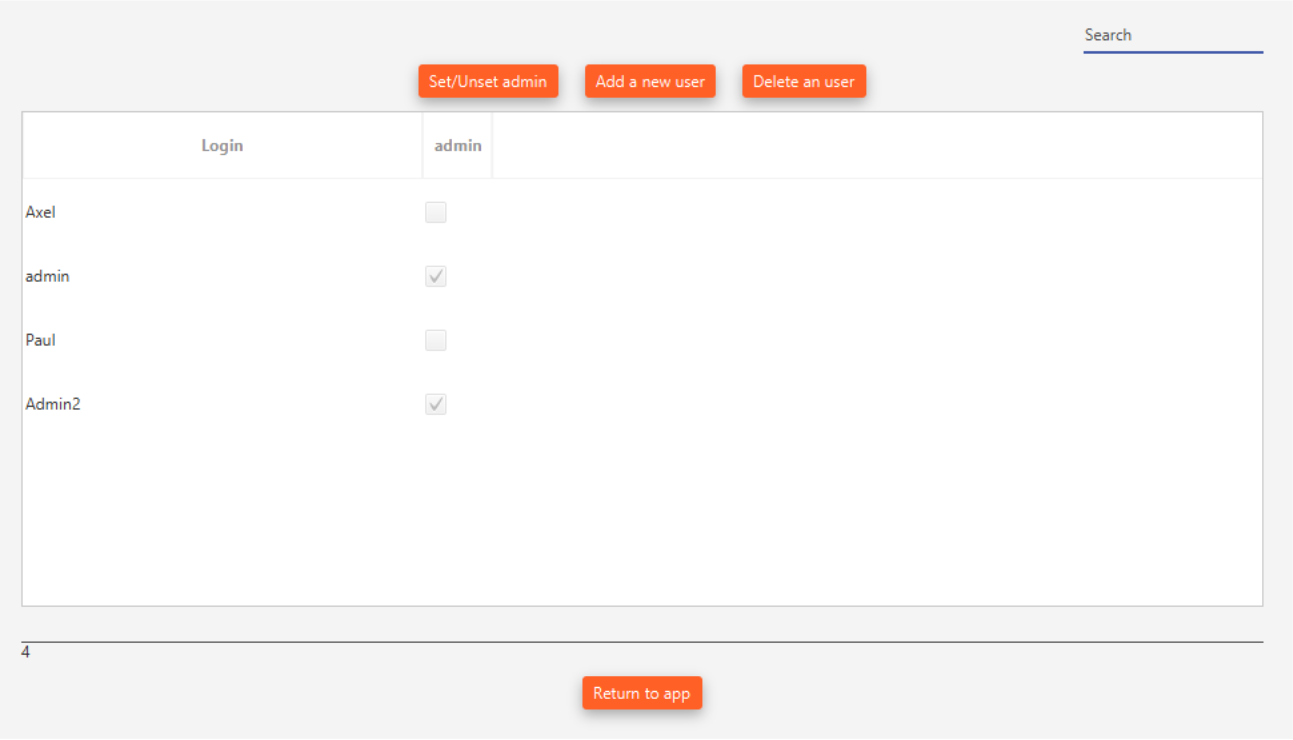 Search
Set/Unset admin Add a new user Delete an user
Login admin
Axel
admin
Paul
Admin2
4
Return to app